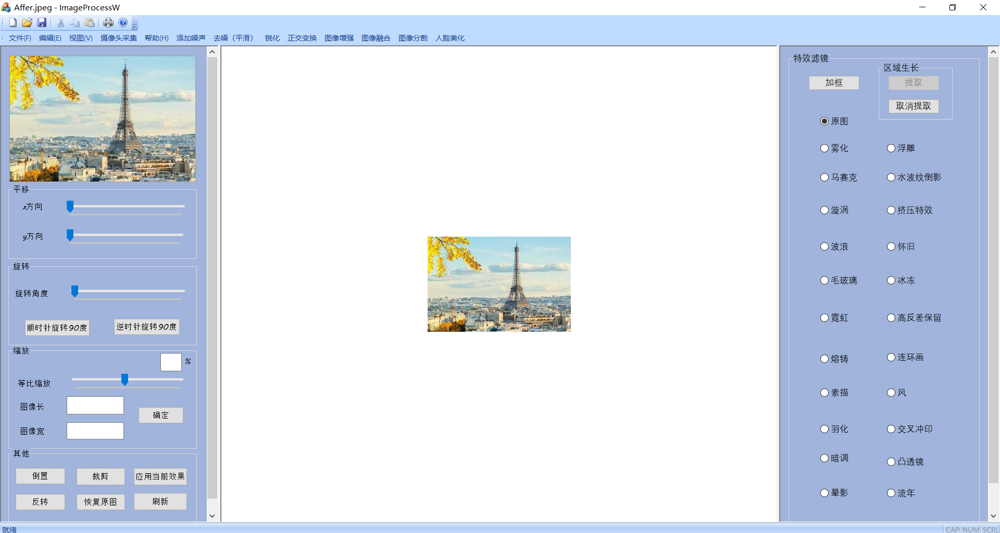 Affer.jpeg - ImageProcessW
文件(F) 编辑(E) 视图(V) 摄像头采集 帮助(H) 添加噪声 去噪（平滑） 锐化 正交变换 图像增强 图像融合 图像分割 人脸美化
平移
x方向
y方向
旋转
旋转角度
顺时针旋转90度 逆时针旋转90度
缩放
%
等比缩放
图像长
确定
图像宽
其他
倒置 裁剪 应用当前效果
反转 恢复原图 刷新
特效滤镜
区域生长
加框 提取
取消提取
原图
雾化 浮雕
马赛克 水波纹倒影
漩涡 挤压特效
波浪 怀旧
毛玻璃 冰冻
霓虹 高反差保留
熔铸 连环画
素描 风
羽化 交叉冲印
暗调 凸透镜
晕影 流年
就绪 CAP NUM SCRL